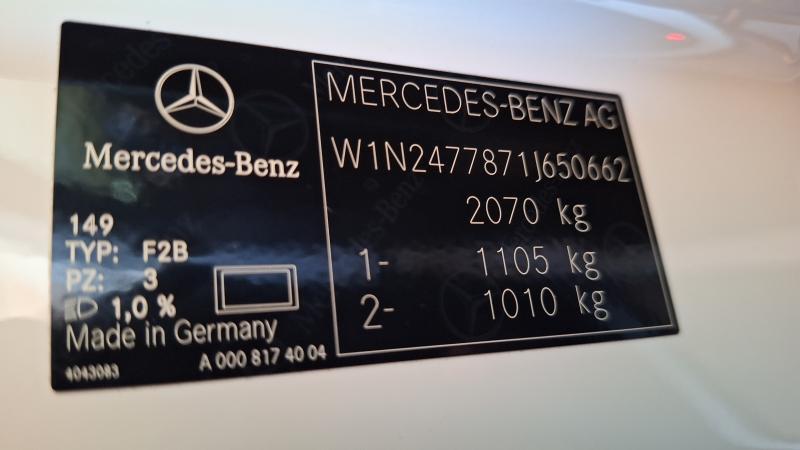 Mercedes-Benz
149
TYP: F2B
PZ: 3
1,0 %
Made in Germany
4043083
A 000 817 40 04
MERCEDES-BENZ AG
W1N2477871J650662
2070 kg
1- 1105 kg
2- 1010 kg